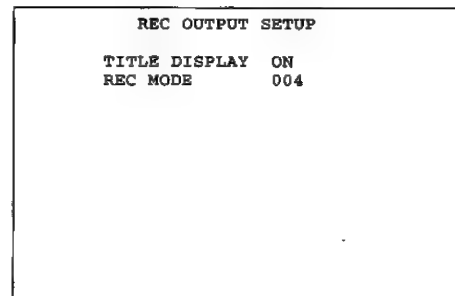 REC OUTPUT SETUP
TITLE DISPLAY ON
REC MODE 004